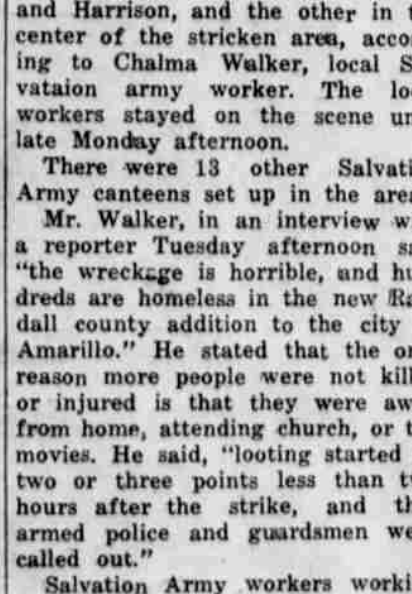 and Harrison, and the other in t
center of the stricken area, acco
ing to Chalma Walker, local S
vataion army worker. The lo
workers stayed on the scene un
late Monday afternoon.
There were 13 other Salvati
Army canteens set up in the area
Mr. Walker, in an interview w
a reporter Tuesday afternoon sa
"the wreckage is horrible, and hu
dreds are homeless in the new Ra
dall county addition to the city
Amarillo." He stated that the on
reason more people were not kill
or injured is that they were aw
from home, attending church, or t
movies. He said, "looting started
two or three points less than tw
hours after the strike, and th
armed police and guardsmen we
called out."
Salvation Army workers worki